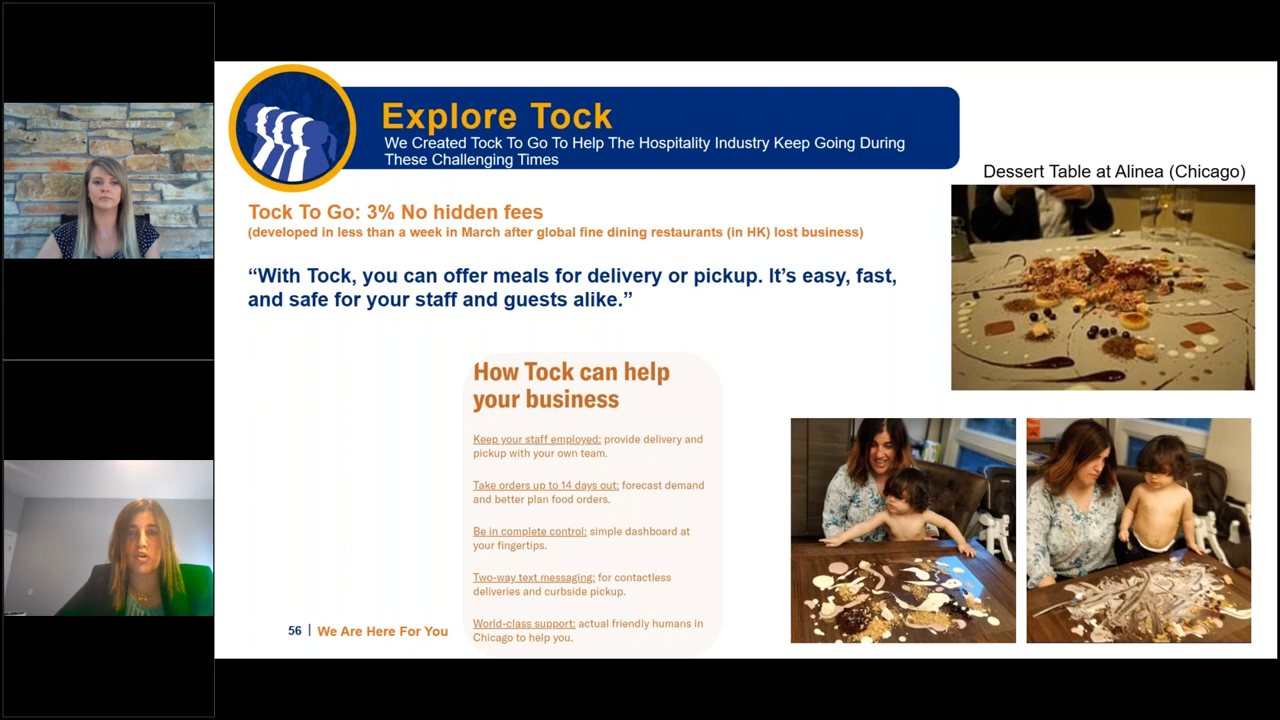 Explore Tock
We Created Tock To Go To Help The Hospitality Industry Keep Going During
These Challenging Times
Dessert Table at Alinea (Chicago)
Tock To Go: 3% No hidden fees
(developed in less than a week in March after global fine dining restaurants (in HK) lost business)
“With Tock, you can offer meals for delivery or pickup. It’s easy, fast,
and safe for your staff and guests alike.”
How Tock can help
your business
Keep your staff employed: provide delivery and
pickup with your own team.
Take orders up to 14 days out: forecast demand
and better plan food orders.
Be in complete control: simple dashboard at
your fingertips.
Two-way text messaging: for contactless
deliveries and curbside pickup.
World-class support: actual friendly humans in
Chicago to help you.
56 | We Are Here For You